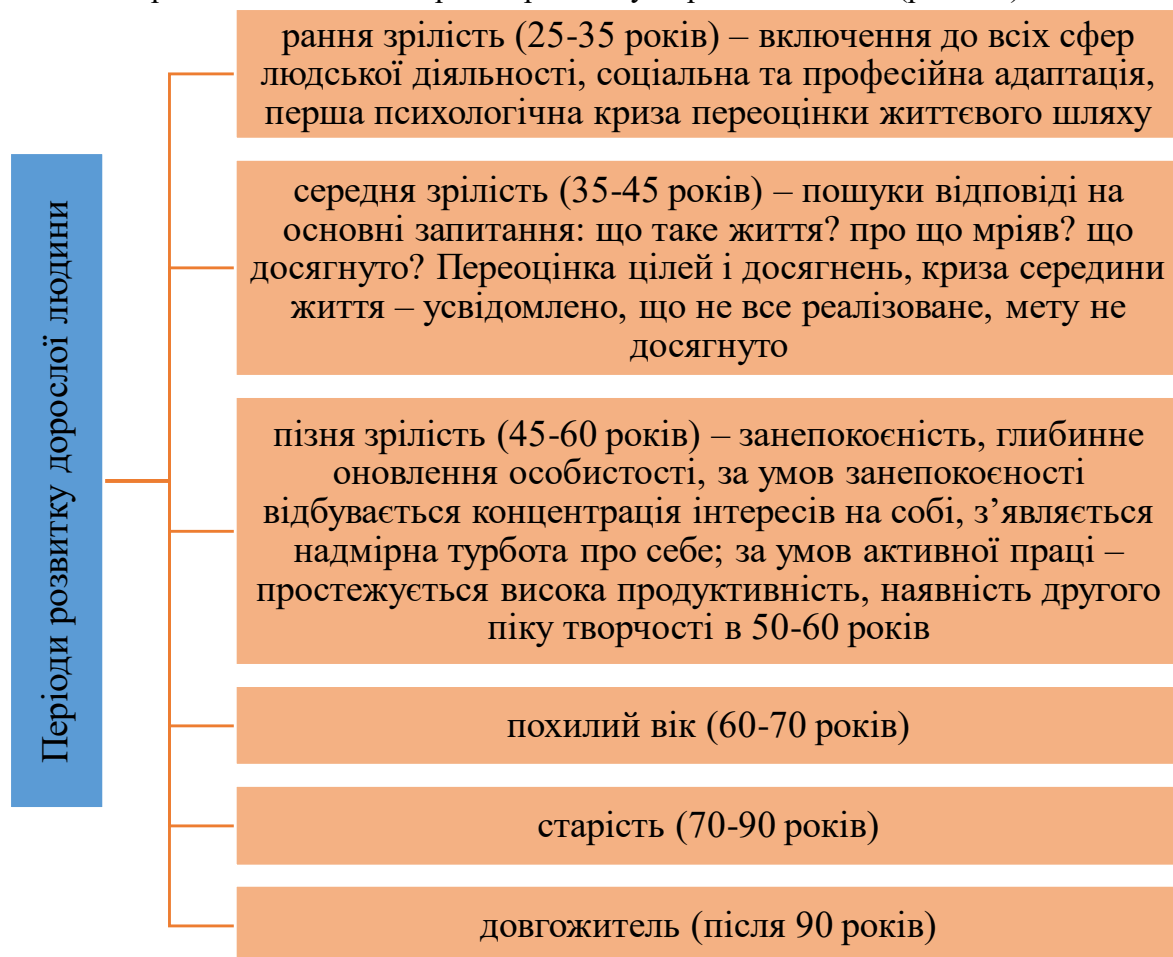 рання зрілість (25-35 років) – включення до всіх сфер
людської діяльності, соціальна та професійна адаптація,
перша психологічна криза переоцінки життєвого шляху
Періоди розвитку дорослої людини
середня зрілість (35-45 років) – пошуки відповіді на
основні запитання: що таке життя? про що мріяв? що
досягнуто? Переоцінка цілей і досягнень, криза середини
життя – усвідомлено, що не все реалізоване, мету не
досягнуто
пізня зрілість (45-60 років) – занепокоєність, глибинне
оновлення особистості, за умов занепокоєності
відбувається концентрація інтересів на собі, з’являється
надмірна турбота про себе; за умов активної праці –
простежується висока продуктивність, наявність другого
піку творчості в 50-60 років
похилий вік (60-70 років)
старість (70-90 років)
довгожитель (після 90 років)